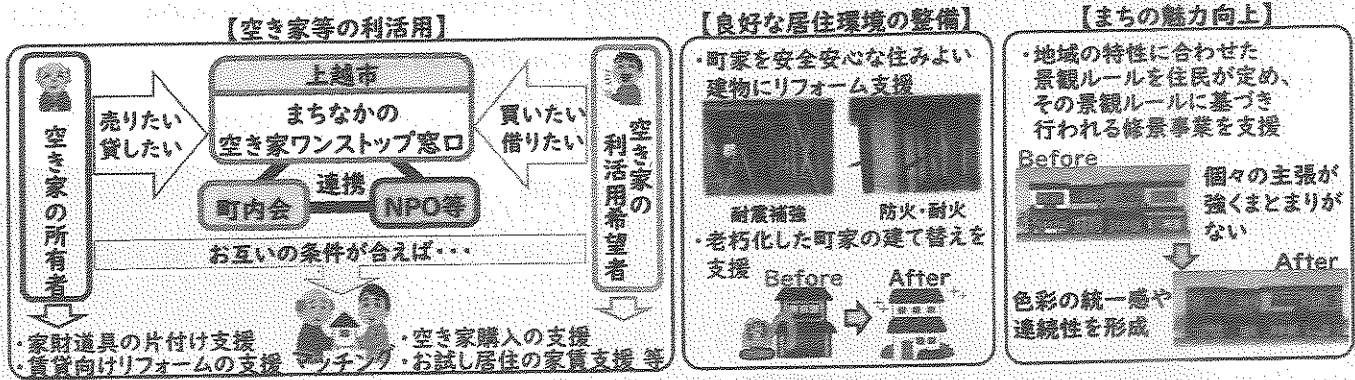 【空き家等の利活用】
空き家の所有者
売りたい
貸したい
上越市
まちなかの
空き家ワンストップ窓口
連携
町内会
NPO等
買いたい
借りたい
空き家の
利活用希望者
お互いの条件が合えば・・・
・家財道具の片付け支援
・賃貸向けリフォームの支援
マッチング
・空き家購入の支援
・お試し居住の家賃支援 等
【良好な居住環境の整備】
・町家を安全安心な住みよい
建物にリフォーム支援
耐震補強
防火・耐火
・老朽化した町家の建て替えを
支援
Before
After
【まちの魅力向上】
・地域の特性に合わせた
景観ルールを住民が定め、
その景観ルールに基づき
行われる修景事業を支援
Before
個々の主張が
強くまとまりが
ない
After
色彩の統一感や
連続性を形成